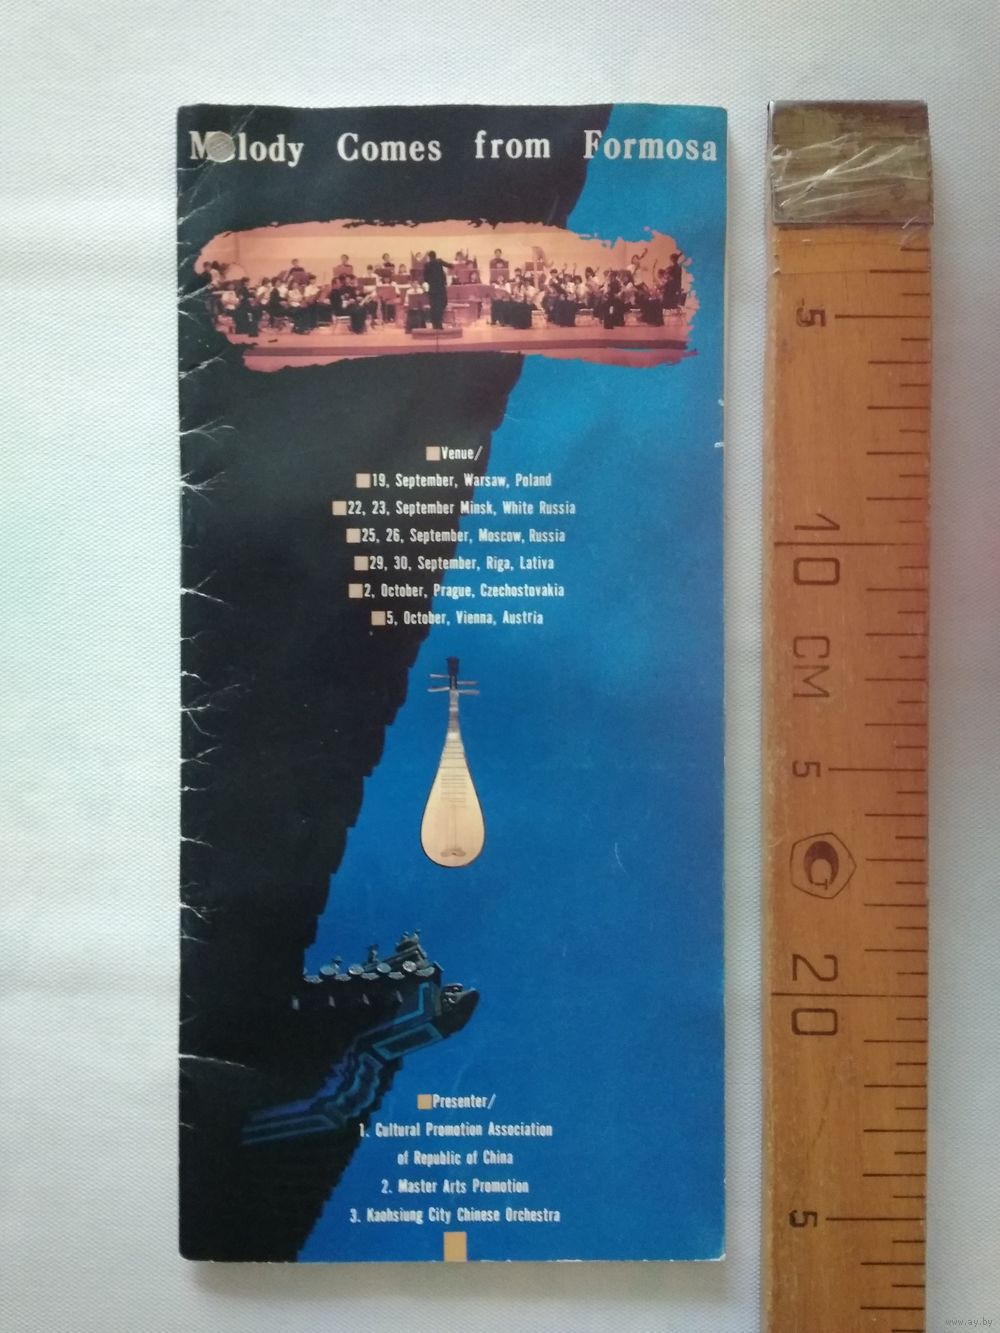 Melody Comes from Formosa
Venue/
19, September, Warsaw, Poland
22, 23, September Minsk, White Russia
25, 26, September, Moscow, Russia
29, 30, September, Riga, Lativa
2, October, Prague, Czechostovakia
5, October, Vienna, Austria
Presenter/
1. Cultural Promotion Association
of Republic of China
2. Master Arts Promotion
3. Kaohsiung City Chinese Orchestra
5
10
CM
5
20
5
www.ay.by